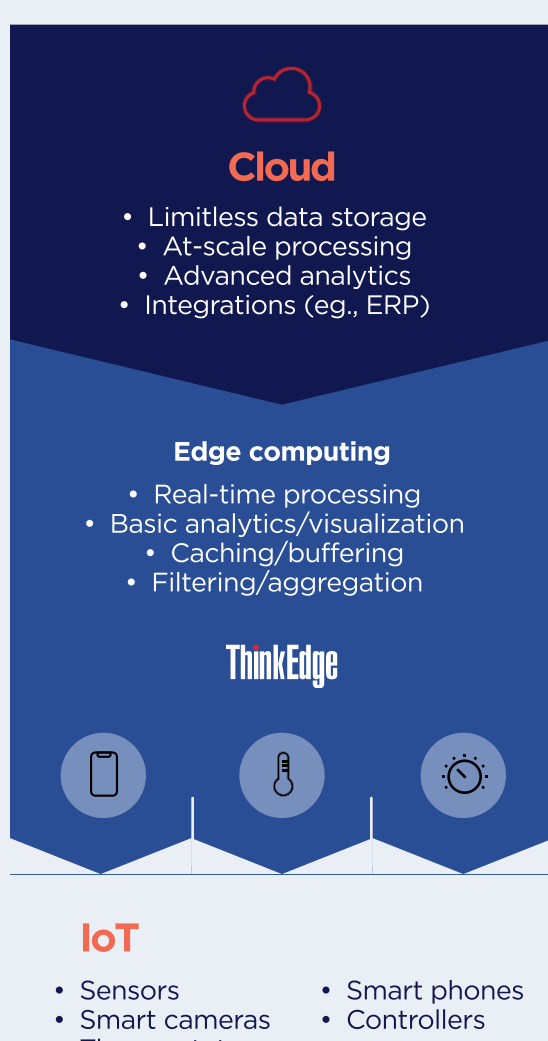 Cloud
• Limitless data storage
• At-scale processing
• Advanced analytics
• Integrations (eg., ERP)
Edge computing
• Real-time processing
• Basic analytics/visualization
• Caching/buffering
• Filtering/aggregation
ThinkEdge
IoT
• Sensors
• Smart cameras
• Smart phones
• Controllers